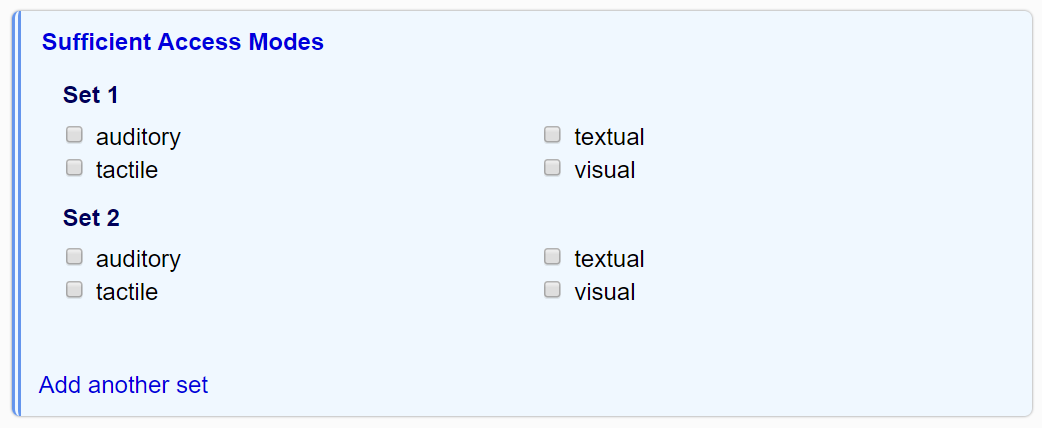 Sufficient Access Modes
Set 1
auditory textual
tactile visual
Set 2
auditory textual
tactile visual
Add another set